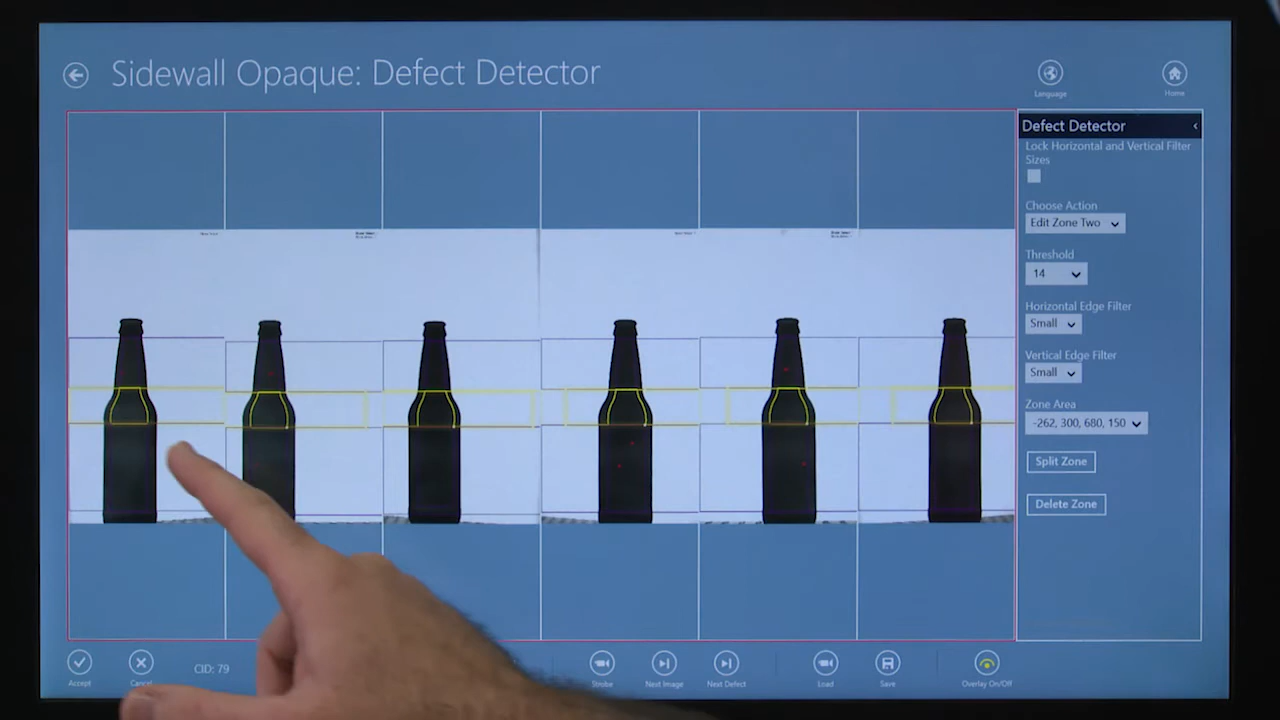 Sidewall Opaque: Defect Detector
Language
Home
Defect Detector
Lock Horizontal and Vertical Filter
Sizes
Choose Action
Edit Zone Two
Threshold
14
Horizontal Edge Filter
Small
Vertical Edge Filter
Small
Zone Area
-262, 300, 680, 150
Split Zone
Delete Zone
Accept
Cancel
CID: 79
Strobe
Next Image
Next Defect
Load
Save
Overlay On/Off